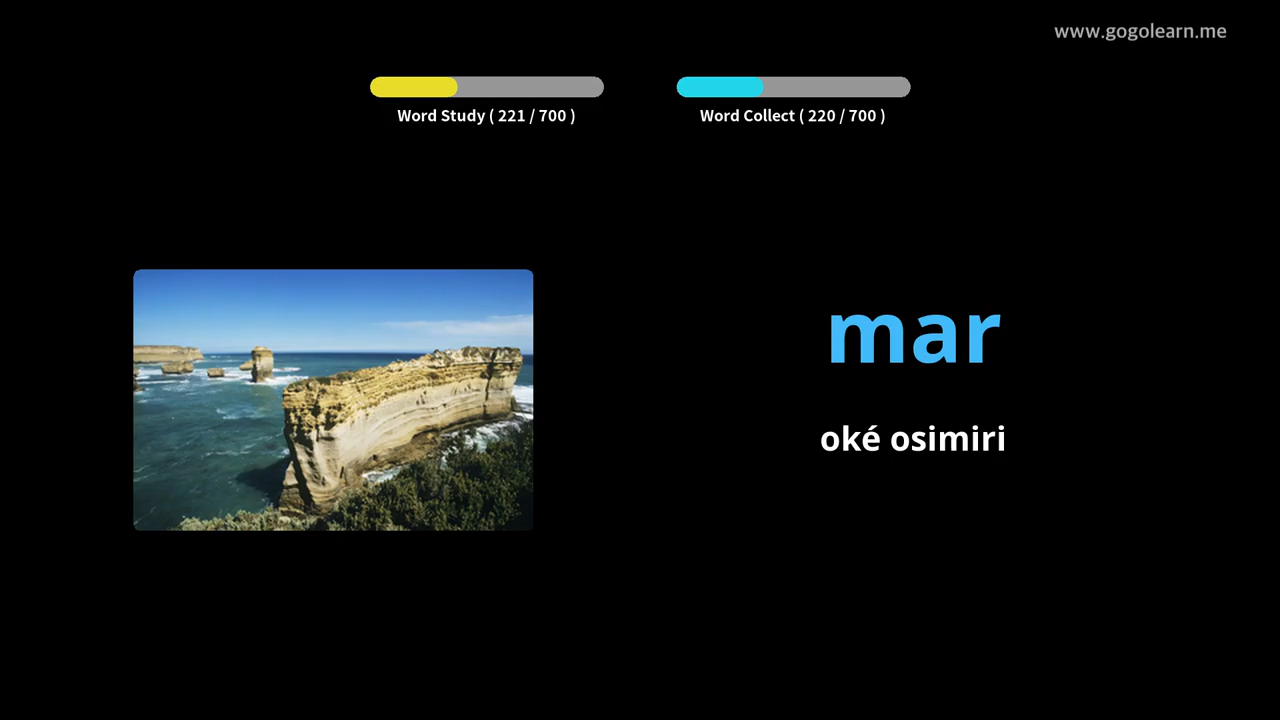 www.gogolearn.me
Word Study ( 221 / 700 )
Word Collect ( 220 / 700 )
mar
oké osimiri